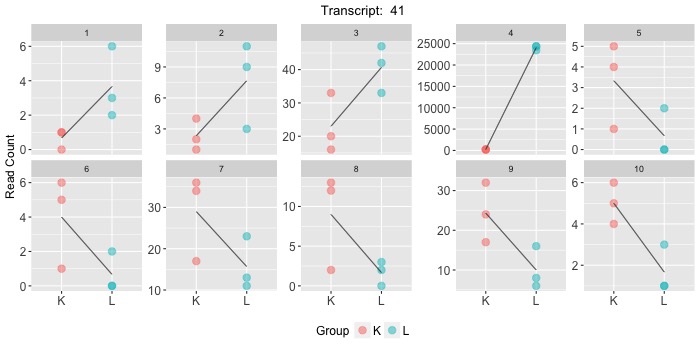 Transcript: 41
1 2 3 4 5
6 4 2 0
9 6 3
40 30 20
25000 20000 15000 10000 5000 0
5 4 3 2 1 0
Read Count
6 7 8 9 10
6 4 2 0
30 20 10
10 5 0
30 20 10
6 4 2
K L K L K L K L K L
Group K L